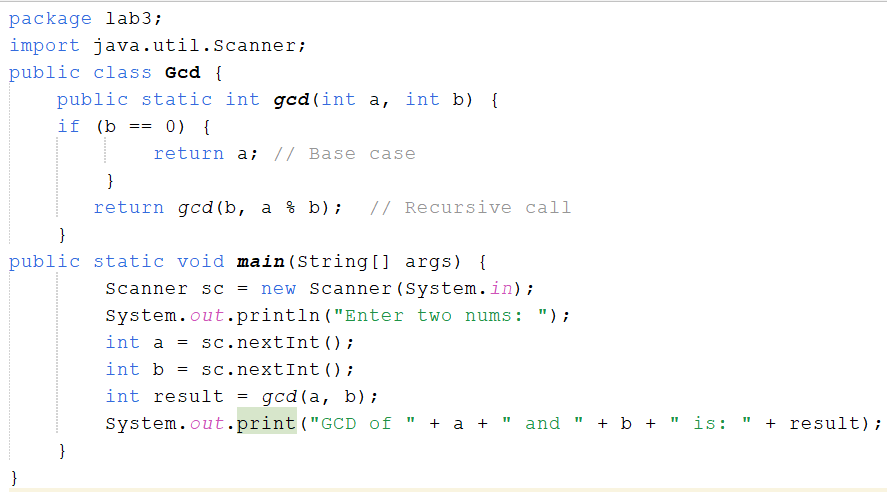 package lab3;
import java.util.Scanner;
public class Gcd {
    public static int gcd(int a, int b) {
    if (b == 0) {
            return a; // Base case
        }
       return gcd(b, a % b);  // Recursive call
    }
public static void main(String[] args) {
        Scanner sc = new Scanner(System.in);
        System.out.println("Enter two nums: ");
        int a = sc.nextInt();
        int b = sc.nextInt();
        int result = gcd(a, b);
        System.out.print("GCD of " + a + " and " + b + " is: " + result);
    }
}